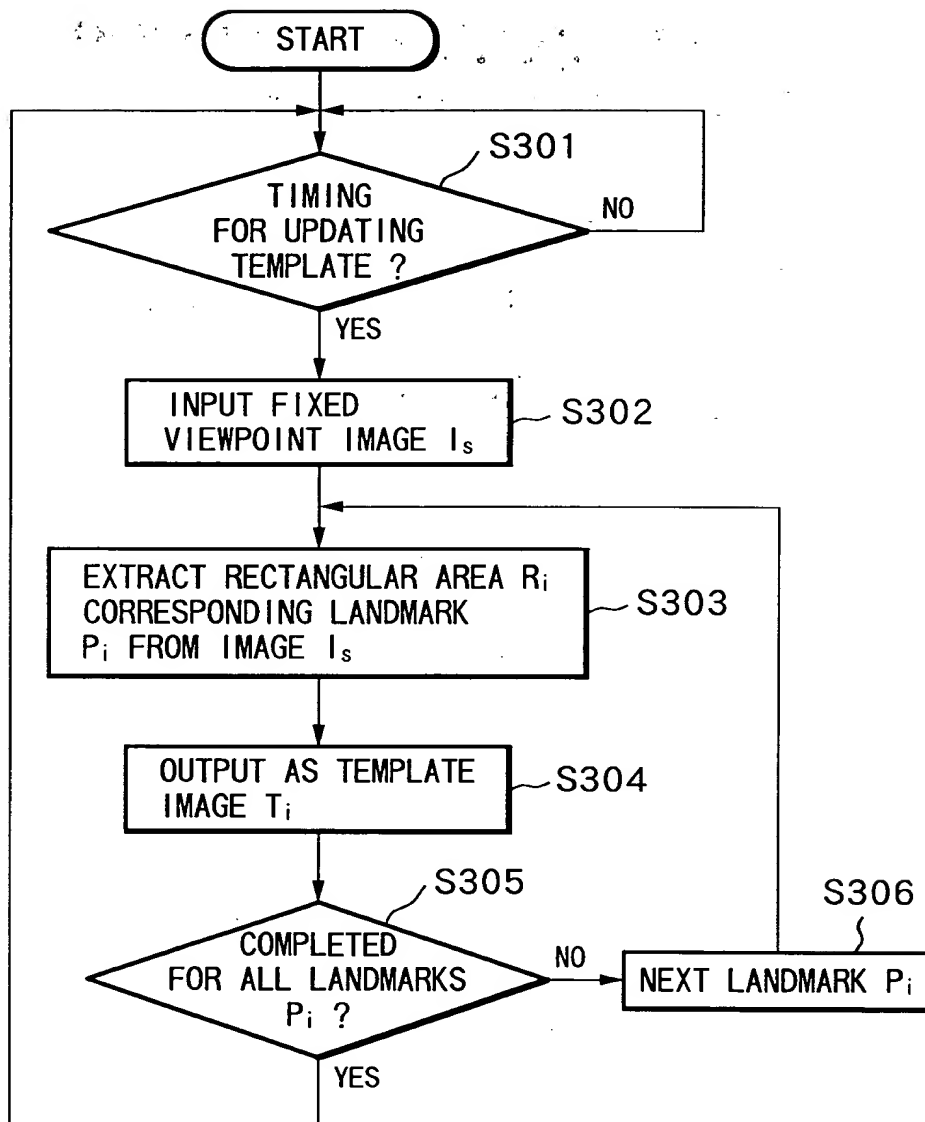 START
S301
TIMING
FOR UPDATING
TEMPLATE ?
NO
YES
INPUT FIXED
VIEWPOINT IMAGE Is
S302
EXTRACT RECTANGULAR AREA Ri
CORRESPONDING LANDMARK
Pi FROM IMAGE Is
S303
OUTPUT AS TEMPLATE
IMAGE Ti
S304
S305
COMPLETED
FOR ALL LANDMARKS
Pi ?
NO
S306
NEXT LANDMARK Pi
YES